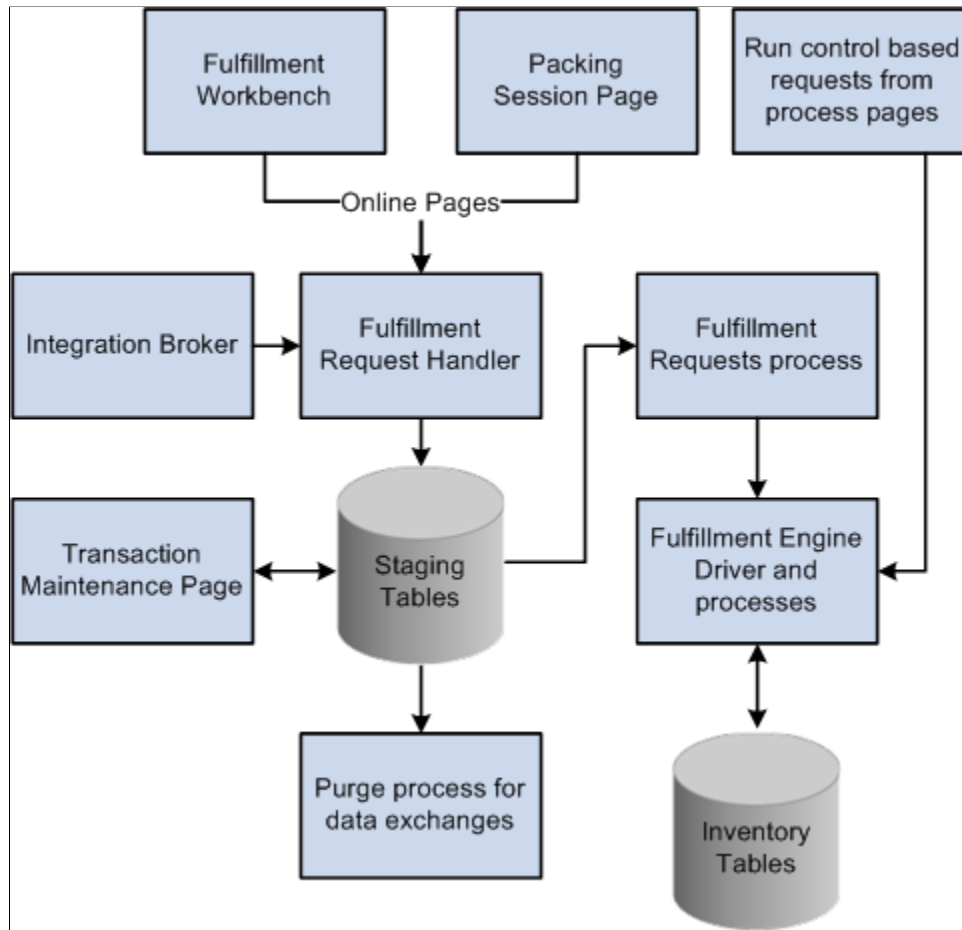 Fulfillment
Workbench
Packing
Session Page
Run control based
requests from
process pages
Online Pages
Integration Broker
Fulfillment
Request Handler
Fulfillment
Requests process
Transaction
Maintenance Page
Staging
Tables
Fulfillment Engine
Driver and
processes
Purge process for
data exchanges
Inventory
Tables